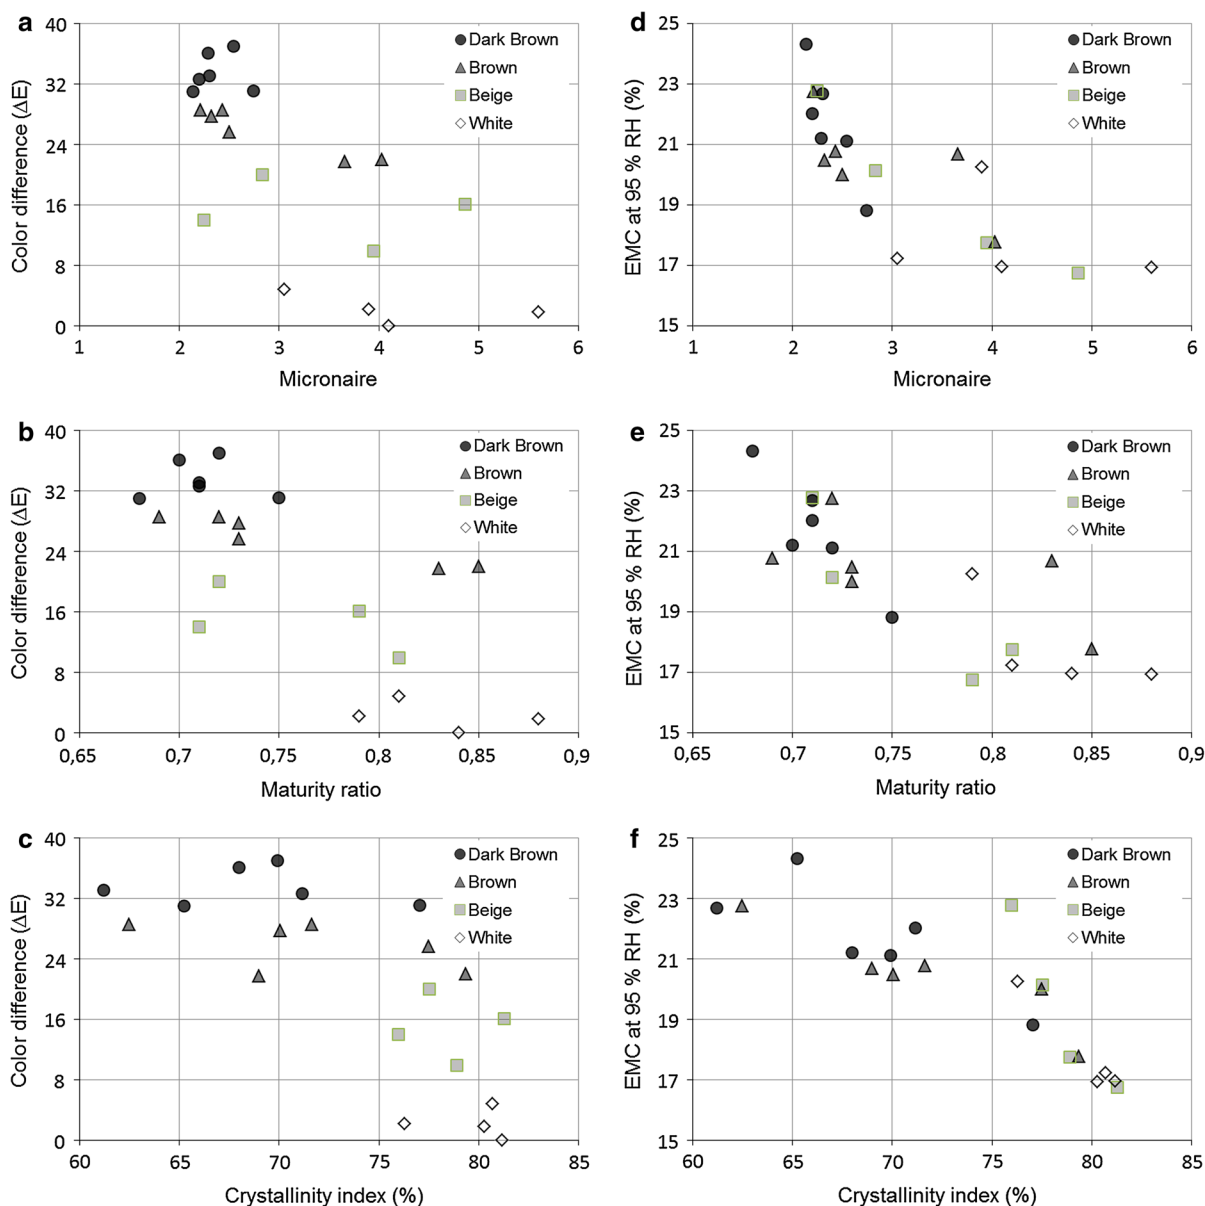 a
40
32
24
16
8
0
Color difference (ΔE)
1 2 3 4 5 6
Micronaire
Dark Brown
Brown
Beige
White
d
25
23
21
19
17
15
EMC at 95 % RH (%)
1 2 3 4 5 6
Micronaire
Dark Brown
Brown
Beige
White
b
40
32
24
16
8
0
Color difference (ΔE)
0,65 0,7 0,75 0,8 0,85 0,9
Maturity ratio
Dark Brown
Brown
Beige
White
e
25
23
21
19
17
15
EMC at 95 % RH (%)
0,65 0,7 0,75 0,8 0,85 0,9
Maturity ratio
Dark Brown
Brown
Beige
White
c
40
32
24
16
8
0
Color difference (ΔE)
60 65 70 75 80 85
Crystallinity index (%)
Dark Brown
Brown
Beige
White
f
25
23
21
19
17
15
EMC at 95 % RH (%)
60 65 70 75 80 85
Crystallinity index (%)
Dark Brown
Brown
Beige
White